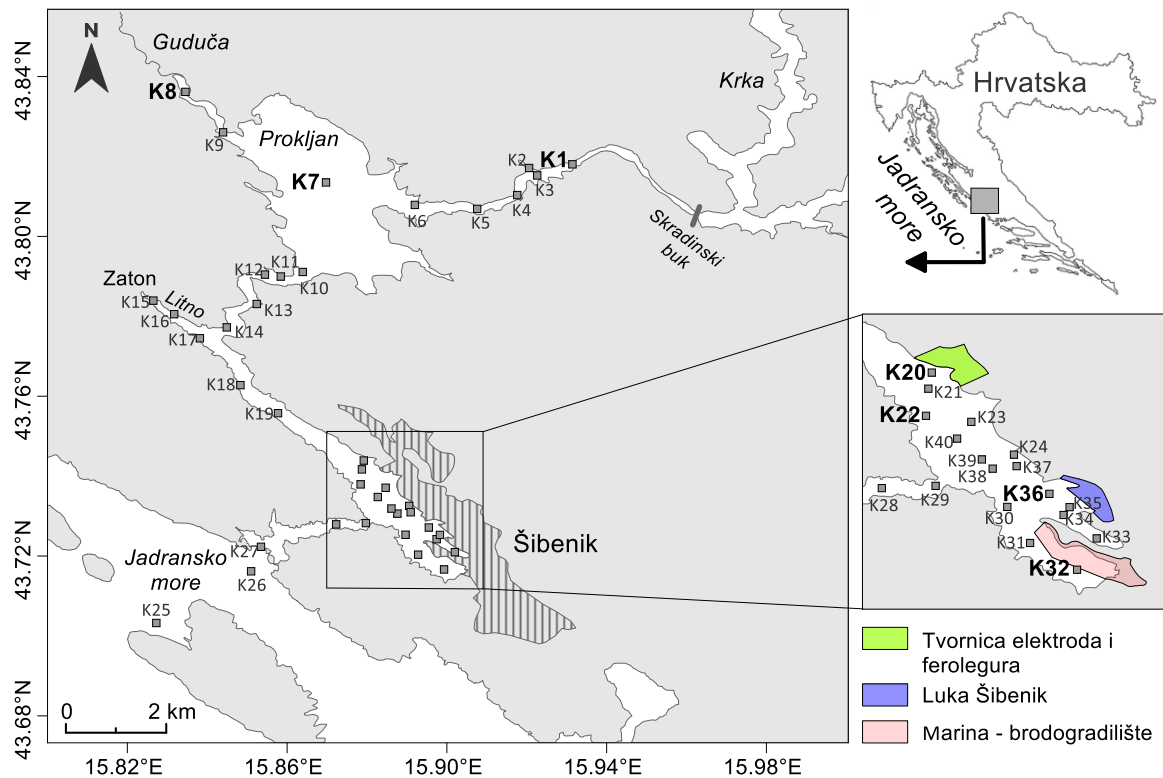 N
Guduča
K8
K9
Prokljan
K7
Krka
K2
K1
K3
K4
K5
K6
Skradinski
buk
K12
K11
K10
Zaton
K15
Litno
K13
K16
K14
K17
K18
K19
Šibenik
Jadransko
more
K27
K26
K25
0
2 km
43.84°N
43.80°N
43.76°N
43.72°N
43.68°N
15.82°E
15.86°E
15.90°E
15.94°E
15.98°E
Hrvatska
Jadransko
more
K20
K21
K22
K23
K40
K24
K39
K37
K38
K28
K29
K36
K35
K30
K34
K31
K33
K32
Tvornica elektroda i
ferolegura
Luka Šibenik
Marina - brodogradilište